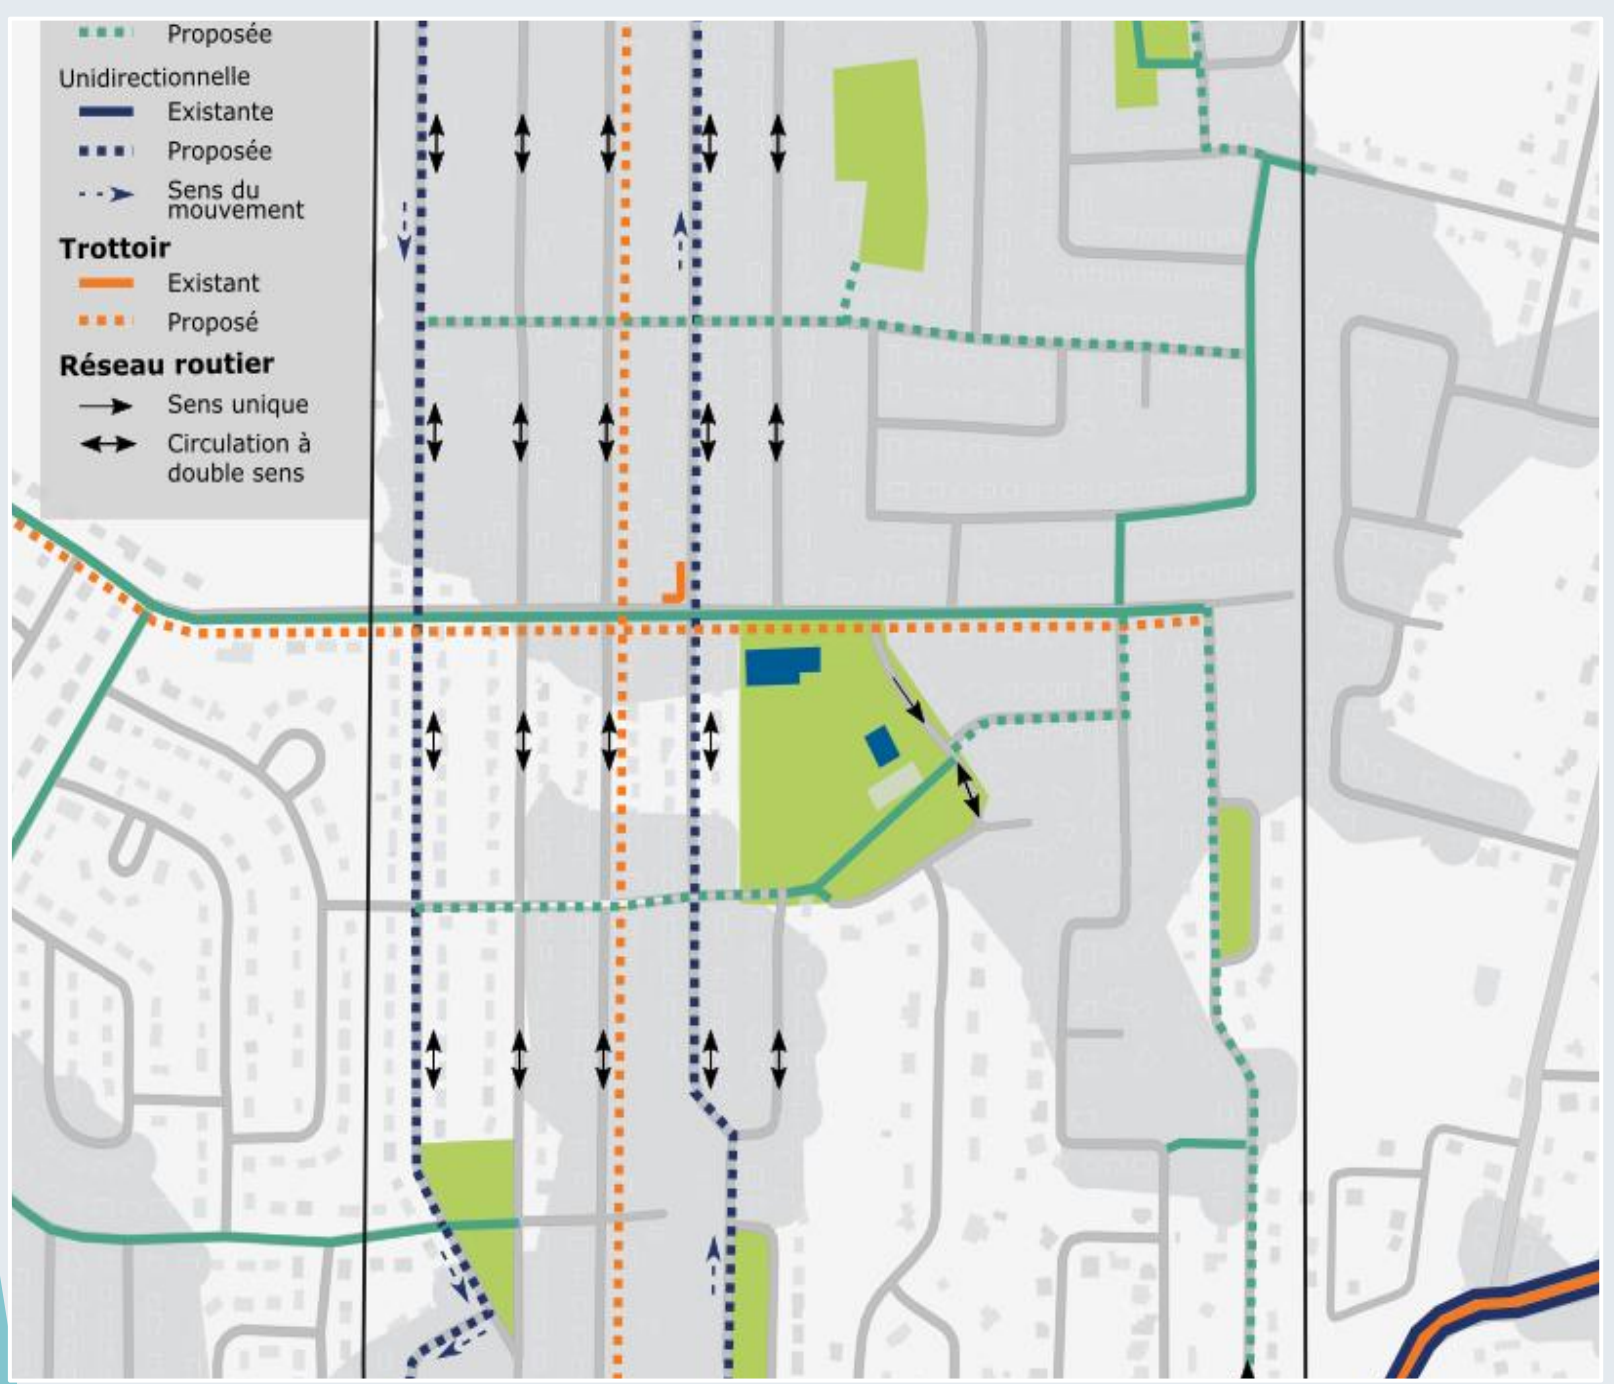 Proposée
Unidirectionnelle
Existante
Proposée
Sens du
mouvement
Trottoir
Existant
Proposé
Réseau routier
Sens unique
Circulation à
double sens